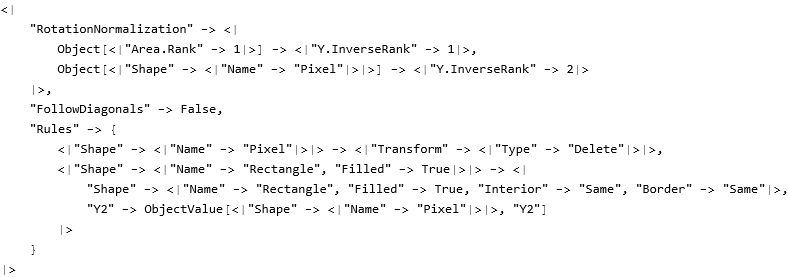 <|
    "RotationNormalization" -> <|
        Object[<|"Area.Rank" -> 1|>] -> <|"Y.InverseRank" -> 1|>,
        Object[<|"Shape" -> <|"Name" -> "Pixel"|>|>] -> <|"Y.InverseRank" -> 2|>
    |>,
    "FollowDiagonals" -> False,
    "Rules" -> {
        <|"Shape" -> <|"Name" -> "Pixel"|>|> -> <|"Transform" -> <|"Type" -> "Delete"|>|>,
        <|"Shape" -> <|"Name" -> "Rectangle", "Filled" -> True|>|> -> <|
            "Shape" -> <|"Name" -> "Rectangle", "Filled" -> True, "Interior" -> "Same", "Border" -> "Same"|>,
            "Y2" -> ObjectValue[<|"Shape" -> <|"Name" -> "Pixel"|>|>, "Y2"]
        |>
    }
|>